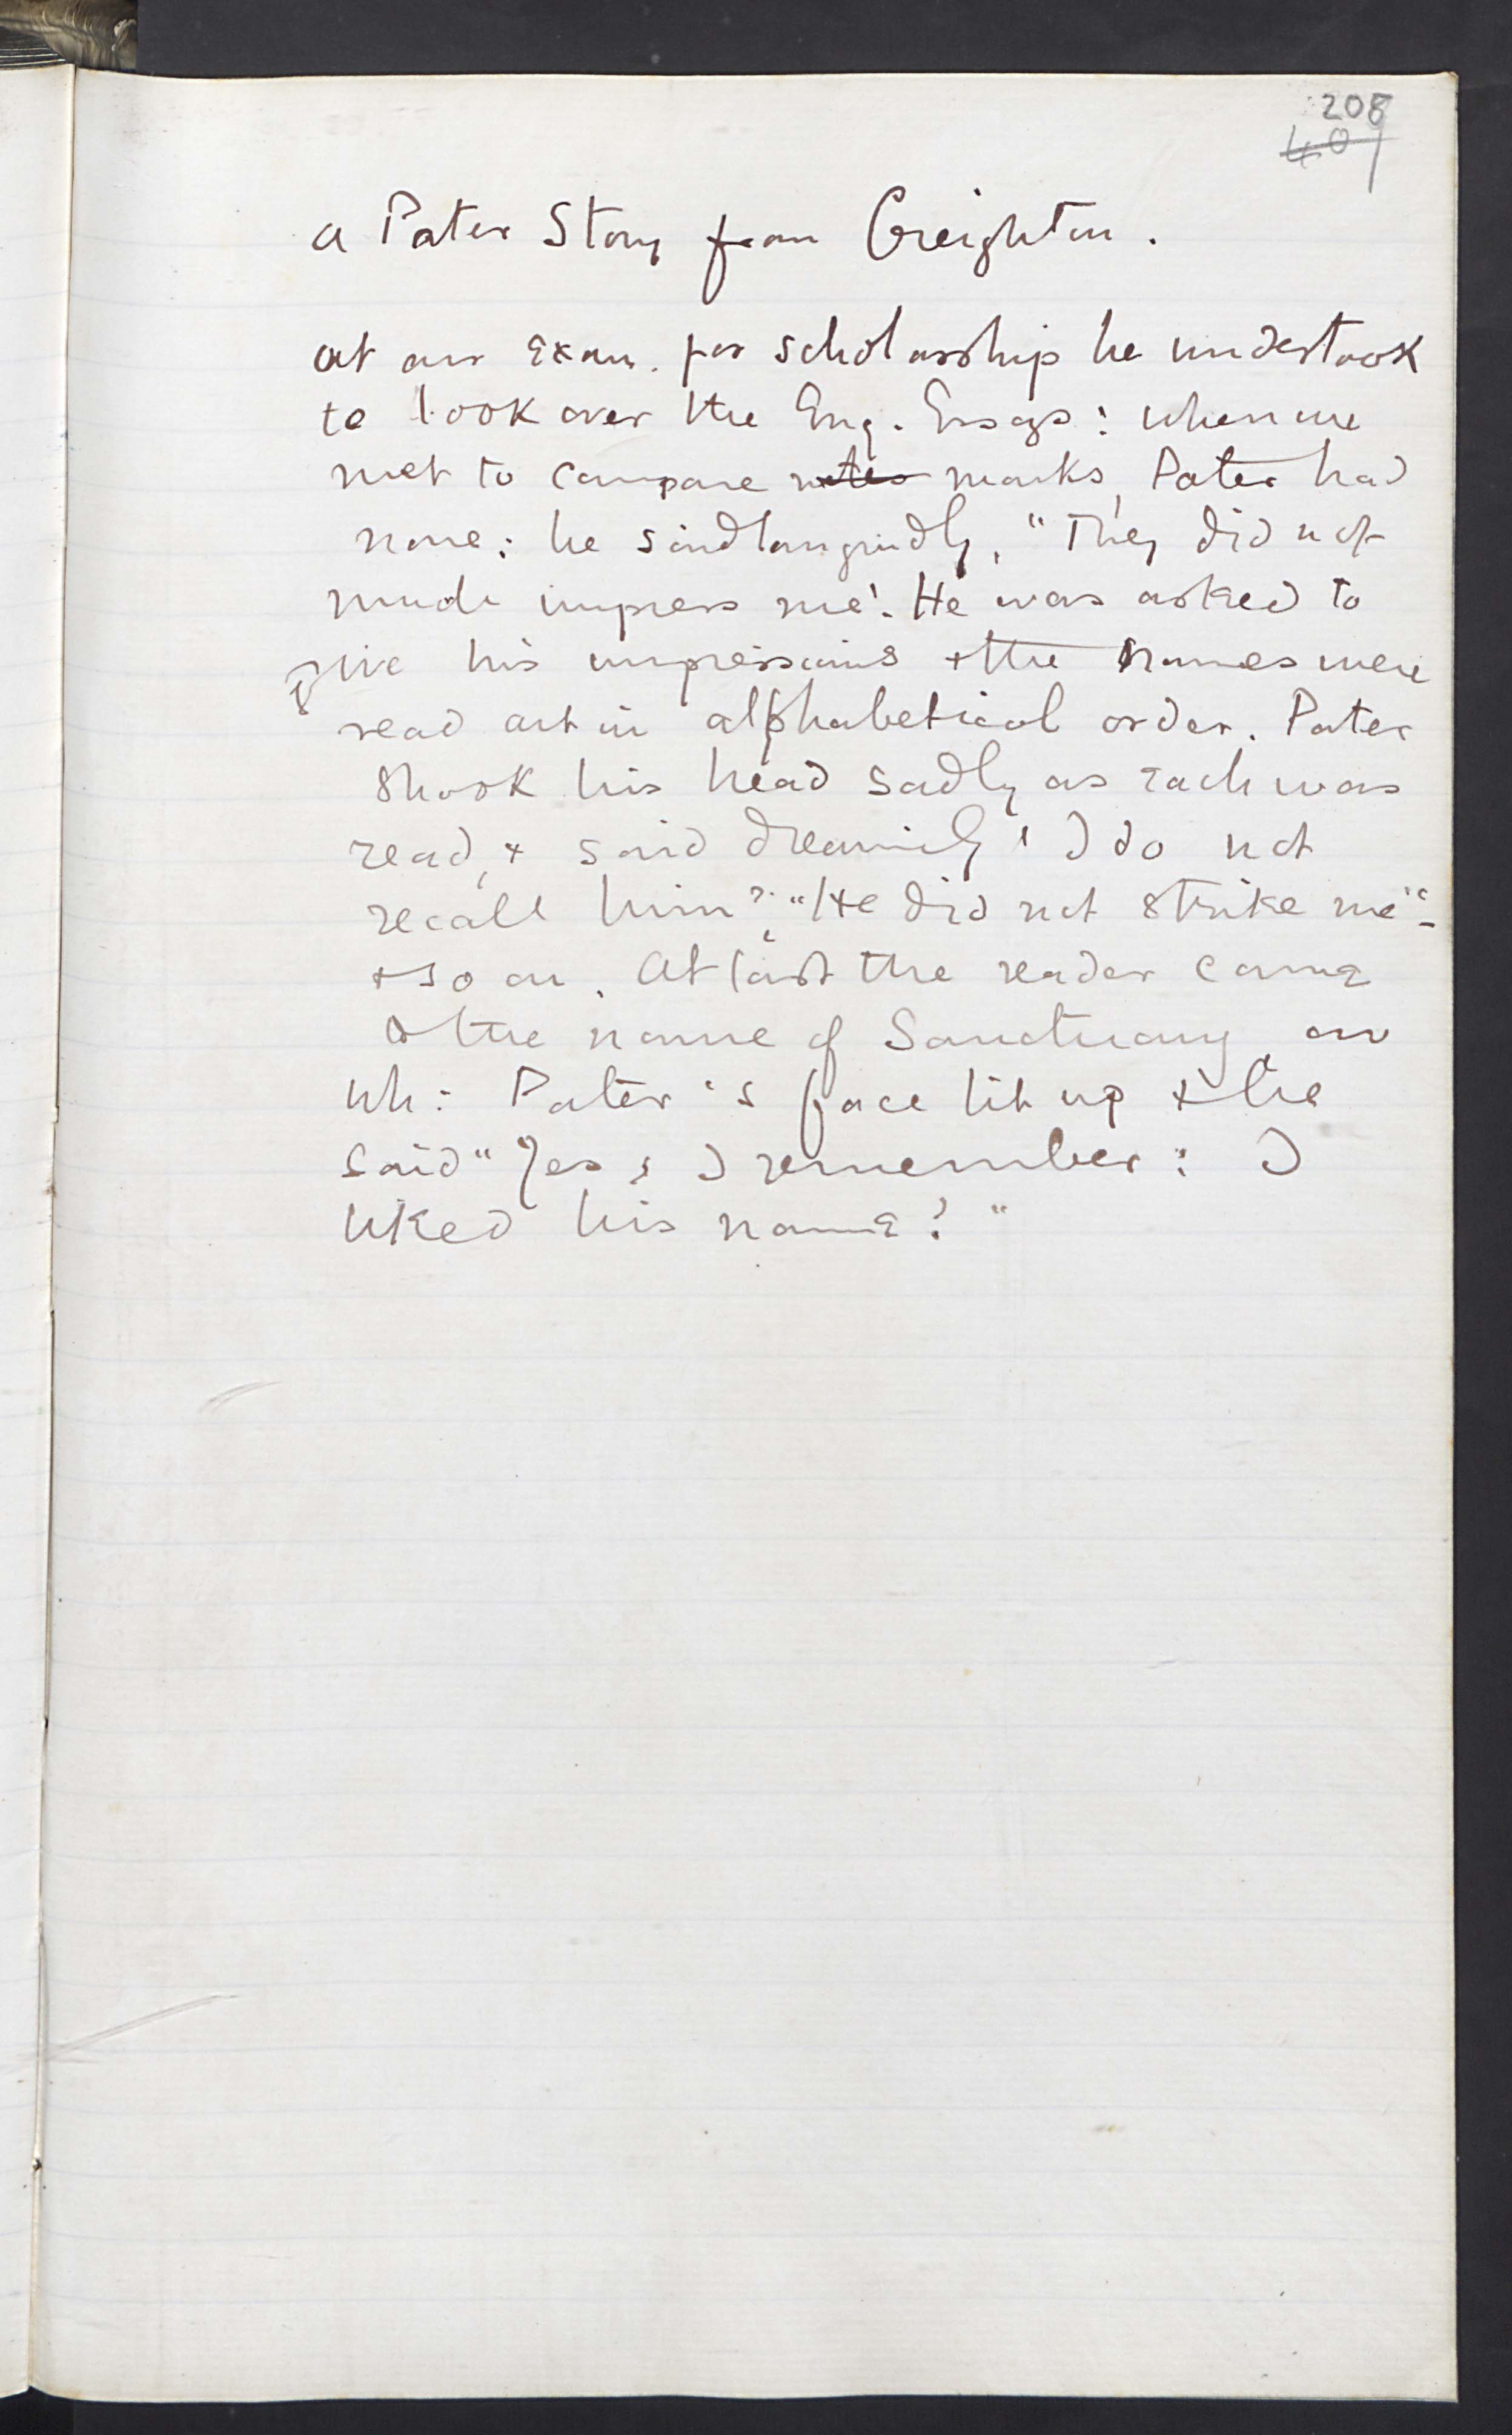 208
407
a Pater Story from Creighton.
at our Exam. for scholarship he undertook
to look over the Eng. Essays: when we
met to compare notes marks, Pater had
none: he said languidly, "They did not
much impress me'. He was asked to
give his impressions + the names were
read out in alphabetical order. Pater
shook his head sadly as each was
read, + said dreamily 'I do not
recall him", "He did not strike me" -
+ so on. At last the reader came
to the name of Sanctuary, on
wh: Pater's face lit up + he
said "Yes, I remember: I
liked his name!"